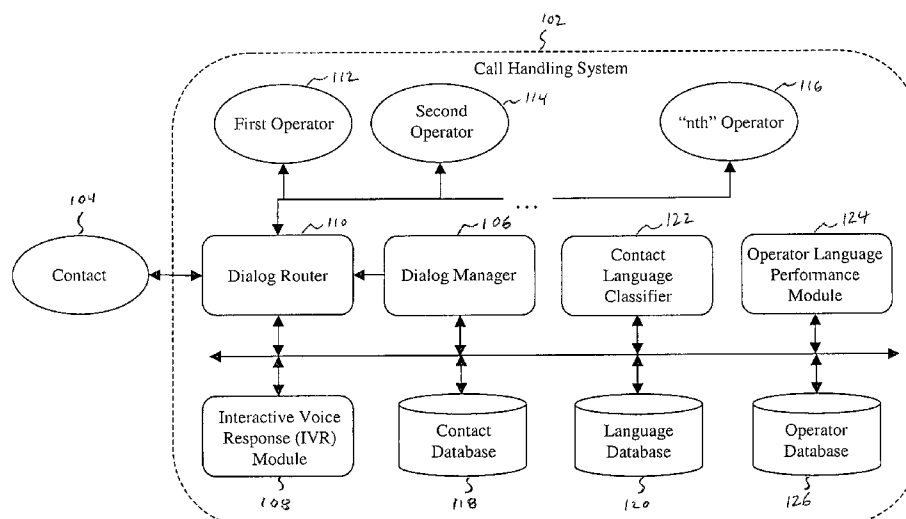 102
Call Handling System
112
First Operator
114
Second
Operator
116
"nth" Operator
...
104
Contact
110
Dialog Router
106
Dialog Manager
122
Contact
Language
Classifier
124
Operator Language
Performance
Module
Interactive Voice
Response (IVR)
Module
108
Contact
Database
118
Language
Database
120
Operator
Database
126